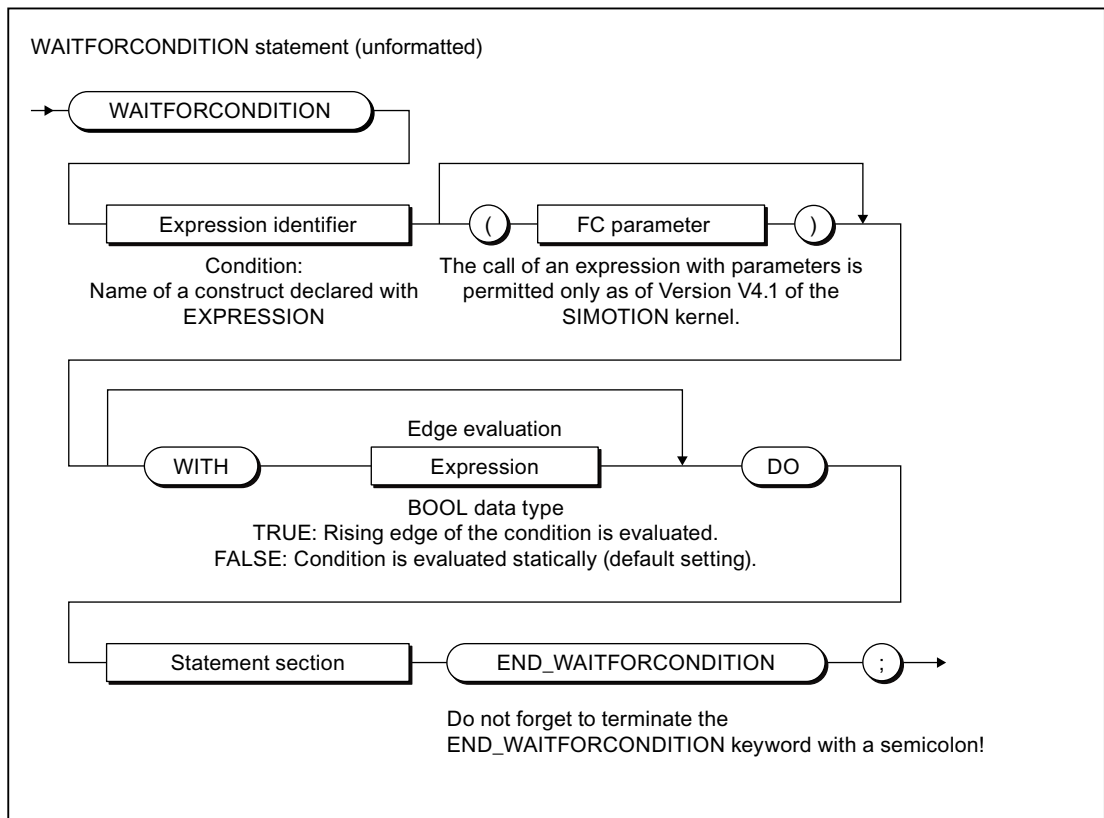 WAITFORCONDITION statement (unformatted)
WAITFORCONDITION
Expression identifier
(
FC parameter
)
Condition:
Name of a construct declared with
EXPRESSION
The call of an expression with parameters is
permitted only as of Version V4.1 of the
SIMOTION kernel.
Edge evaluation
WITH
Expression
DO
BOOL data type
TRUE: Rising edge of the condition is evaluated.
FALSE: Condition is evaluated statically (default setting).
Statement section
END_WAITFORCONDITION
;
Do not forget to terminate the
END_WAITFORCONDITION keyword with a semicolon!